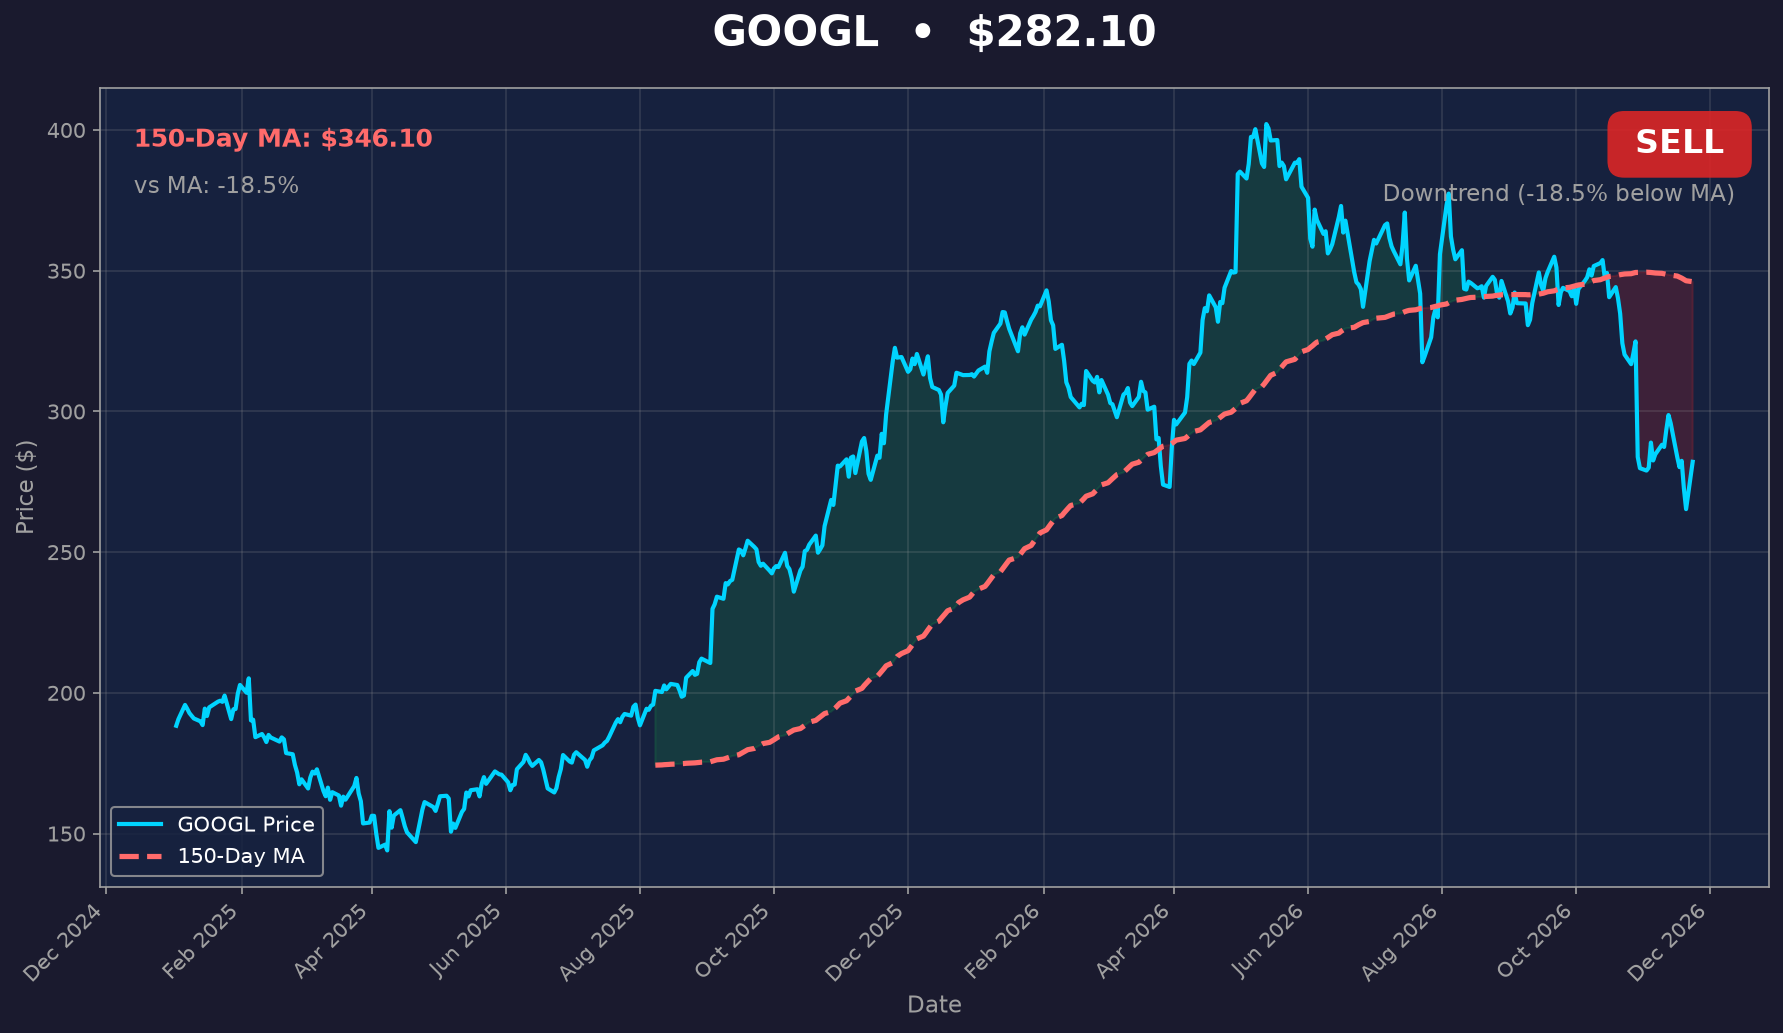 GOOGL • $282.10
150-Day MA: $346.10
vs MA: -18.5%
SELL
Downtrend (-18.5% below MA)
Price ($)
400
350
300
250
200
150
GOOGL Price
150-Day MA
Dec 2024
Feb 2025
Apr 2025
Jun 2025
Aug 2025
Oct 2025
Dec 2025
Feb 2026
Apr 2026
Jun 2026
Aug 2026
Oct 2026
Dec 2026
Date